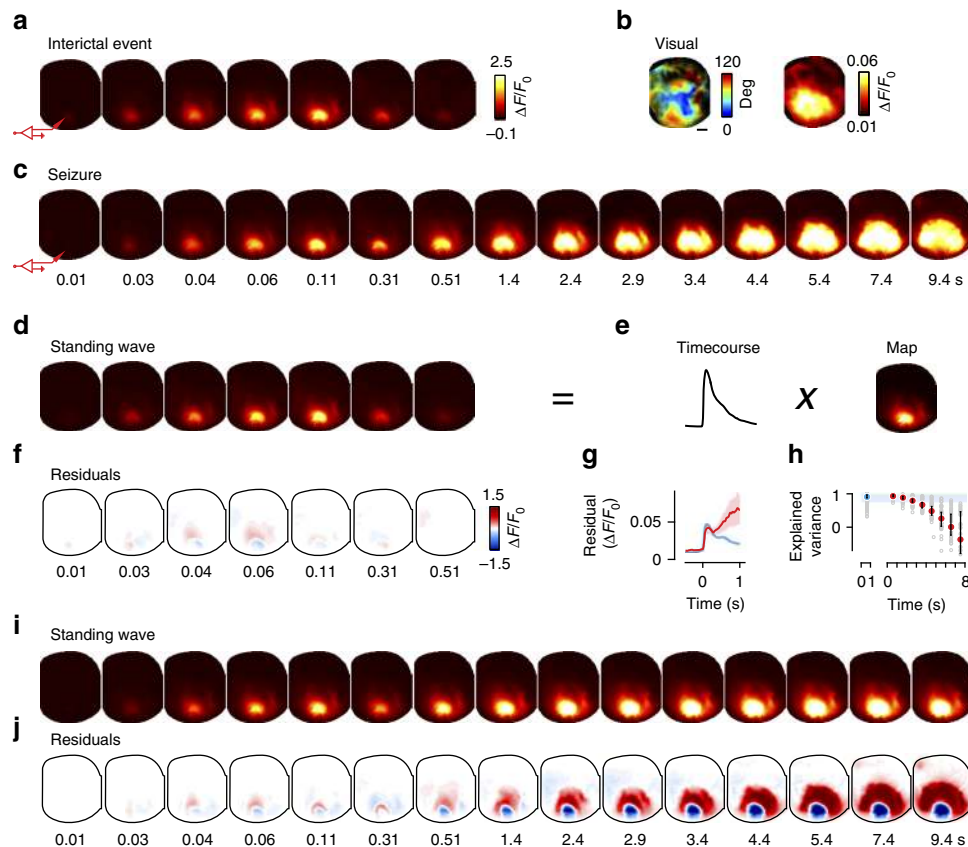 a
Interictal event
2.5
ΔF/F0
−0.1
b
Visual
120
Deg
0
0.06
ΔF/F0
0.01
c
Seizure
0.01 0.03 0.04 0.06 0.11 0.31 0.51 1.4 2.4 2.9 3.4 4.4 5.4 7.4 9.4 s
d
Standing wave
=
e
Timecourse
X
Map
f
Residuals
1.5
ΔF/F0
−1.5
0.01 0.03 0.04 0.06 0.11 0.31 0.51
g
Residual
(ΔF/F0)
0.05
0
0 1
Time (s)
h
Explained
variance
1
0
01 0 8
Time (s)
i
Standing wave
j
Residuals
0.01 0.03 0.04 0.06 0.11 0.31 0.51 1.4 2.4 2.9 3.4 4.4 5.4 7.4 9.4 s